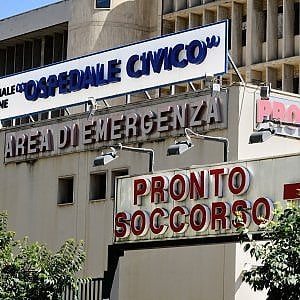 "OSPEDALE CIVICO"
AREA DI EMERGENZA
PRONTO
SOCCORSO